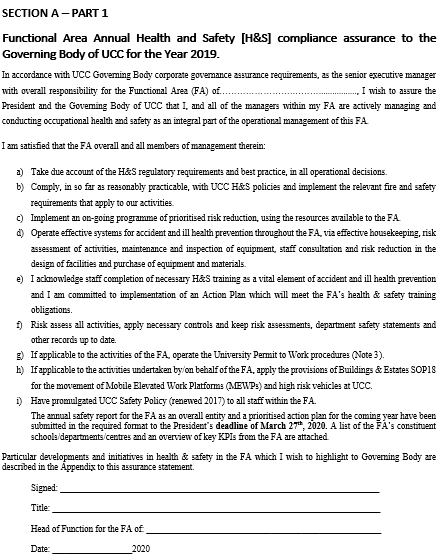 SECTION A – PART 1
Functional Area Annual Health and Safety [H&S] compliance assurance to the
Governing Body of UCC for the Year 2019.
In accordance with UCC Governing Body corporate governance assurance requirements, as the senior executive manager
with overall responsibility for the Functional Area (FA) of……………………………………………, I wish to assure the
President and the Governing Body of UCC that I, and all of the managers within my FA are actively managing and
conducting occupational health and safety as an integral part of the operational management of this FA.
I am satisfied that the FA overall and all members of management therein:
a) Take due account of the H&S regulatory requirements and best practice, in all operational decisions.
b) Comply, in so far as reasonably practicable, with UCC H&S policies and implement the relevant fire and safety
requirements that apply to our activities.
c) Implement an on-going programme of prioritised risk reduction, using the resources available to the FA.
d) Operate effective systems for accident and ill health prevention throughout the FA, via effective housekeeping, risk
assessment of activities, maintenance and inspection of equipment, staff consultation and risk reduction in the
design of facilities and purchase of equipment and materials.
e) I acknowledge staff completion of necessary H&S training as a vital element of accident and ill health prevention
and I am committed to implementation of an Action Plan which will meet the FA's health & safety training
obligations.
f) Risk assess all activities, apply necessary controls and keep risk assessments, department safety statements and
other records up to date.
g) If applicable to the activities of the FA, operate the University Permit to Work procedures (Note 3).
h) If applicable to the activities undertaken by/on behalf of the FA, apply the provisions of Buildings & Estates SOP18
for the movement of Mobile Elevated Work Platforms (MEWPs) and high risk vehicles at UCC.
i) Have promulgated UCC Safety Policy (renewed 2017) to all staff within the FA.
The annual safety report for the FA as an overall entity and a prioritised action plan for the coming year have been
submitted in the required format to the President's deadline of March 27th, 2020. A list of the FA's constituent
schools/departments/centres and an overview of key KPIs from the FA are attached.
Particular developments and initiatives in health & safety in the FA which I wish to highlight to Governing Body are
described in the Appendix to this assurance statement.
Signed:
Title:
Head of Function for the FA of:
Date: ____________2020